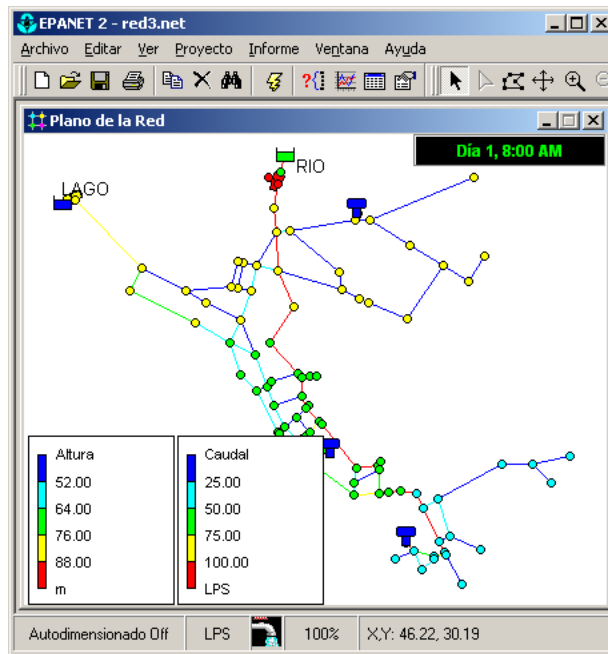 EPANET 2 - red3.net
Archivo Editar Ver Proyecto Informe Ventana Ayuda
Plano de la Red
Día 1, 8:00 AM
RIO
LAGO
Altura
52.00
64.00
76.00
88.00
m
Caudal
25.00
50.00
75.00
100.00
LPS
Autodimensionado Off LPS 100% X,Y: 46.22, 30.19